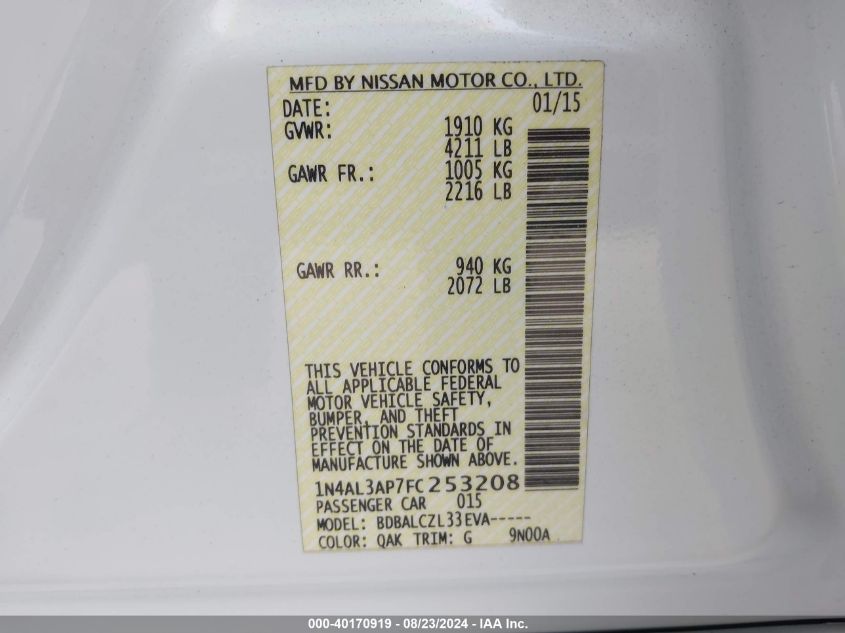 MFD BY NISSAN MOTOR CO., LTD.
DATE: 01/15
GVWR: 1910 KG
4211 LB
GAWR FR.: 1005 KG
2216 LB
GAWR RR.: 940 KG
2072 LB
THIS VEHICLE CONFORMS TO
ALL APPLICABLE FEDERAL
MOTOR VEHICLE SAFETY,
BUMPER, AND THEFT
PREVENTION STANDARDS IN
EFFECT ON THE DATE OF
MANUFACTURE SHOWN ABOVE.
1N4AL3AP7FC253208
PASSENGER CAR 015
MODEL: BDBALCZL33EVA-----
COLOR: QAK TRIM: G 9N00A
000-40170919 - 08/23/2024 - IAA Inc.